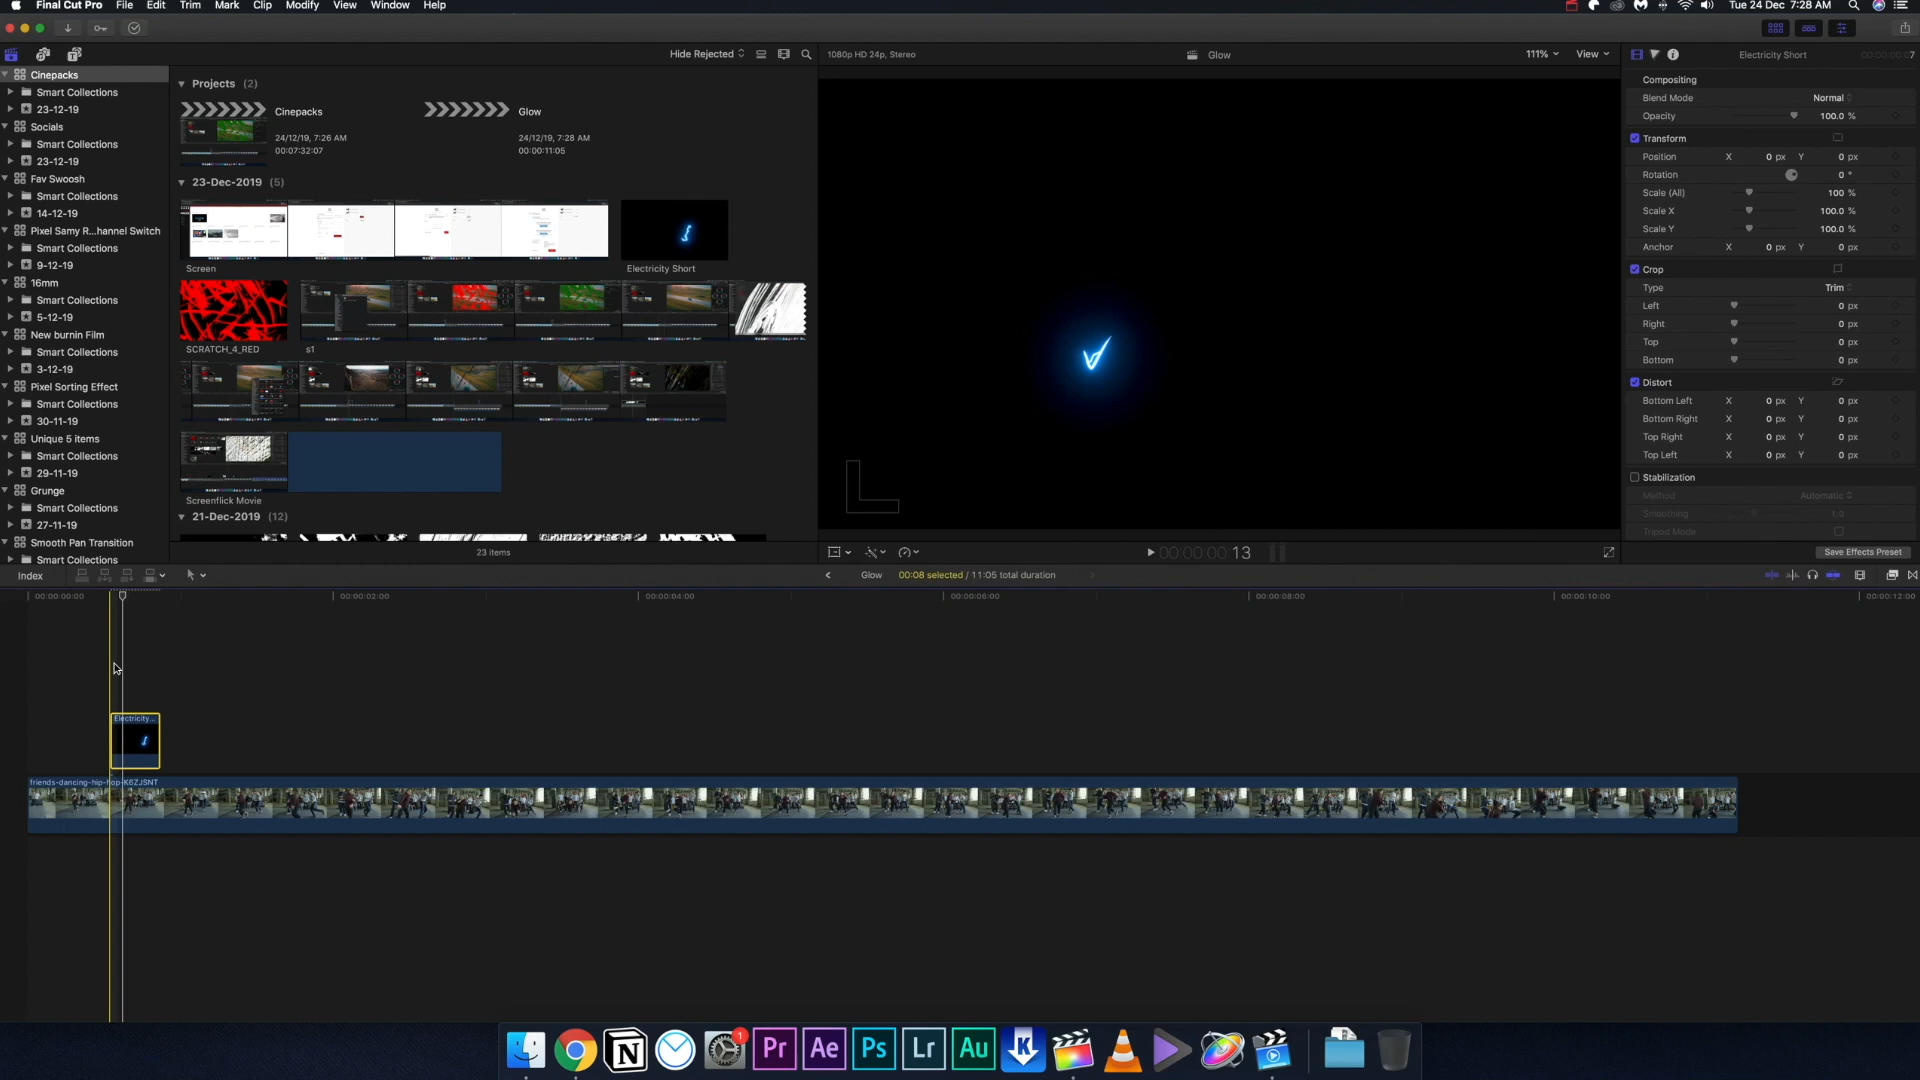 Final Cut Pro File Edit Trim Mark Clip Modify View Window Help Tue 24 Dec 7:28 AM
Hide Rejected 1080p HD 24p, Stereo Glow 111% View Electricity Short 7
Cinepacks
Smart Collections
23-12-19
Socials
Smart Collections
23-12-19
Fav Swoosh
Smart Collections
14-12-19
Pixel Samy R...hannel Switch
Smart Collections
9-12-19
16mm
Smart Collections
5-12-19
New burnin Film
Smart Collections
3-12-19
Pixel Sorting Effect
Smart Collections
30-11-19
Unique 5 items
Smart Collections
29-11-19
Grunge
Smart Collections
27-11-19
Smooth Pan Transition
Smart Collections
Projects (2)
Cinepacks
24/12/19, 7:26 AM
00:07:32:07
Glow
24/12/19, 7:28 AM
00:00:11:05
23-Dec-2019 (5)
Screen
Electricity Short
SCRATCH_4_RED
s1
Screenflick Movie
21-Dec-2019 (12)
23 items
00:00:00:00:13
Compositing
Blend Mode Normal
Opacity 100.0 %
Transform
Position X 0 px Y 0 px
Rotation 0 °
Scale (All) 100 %
Scale X 100.0 %
Scale Y 100.0 %
Anchor X 0 px Y 0 px
Crop
Type Trim
Left 0 px
Right 0 px
Top 0 px
Bottom 0 px
Distort
Bottom Left X 0 px Y 0 px
Bottom Right X 0 px Y 0 px
Top Right X 0 px Y 0 px
Top Left X 0 px Y 0 px
Stabilization
Method Automatic
Smoothing 1.0
Tripod Mode
Save Effects Preset
Index Glow 00:08 selected / 11:05 total duration
00:00:00:00 00:00:02:00 00:00:04:00 00:00:06:00 00:00:08:00 00:00:10:00 00:00:12:00
Electricity...
friends-dancing-hip-hop-K6ZJSNT
N 1 Pr Ae Ps Lr Au K